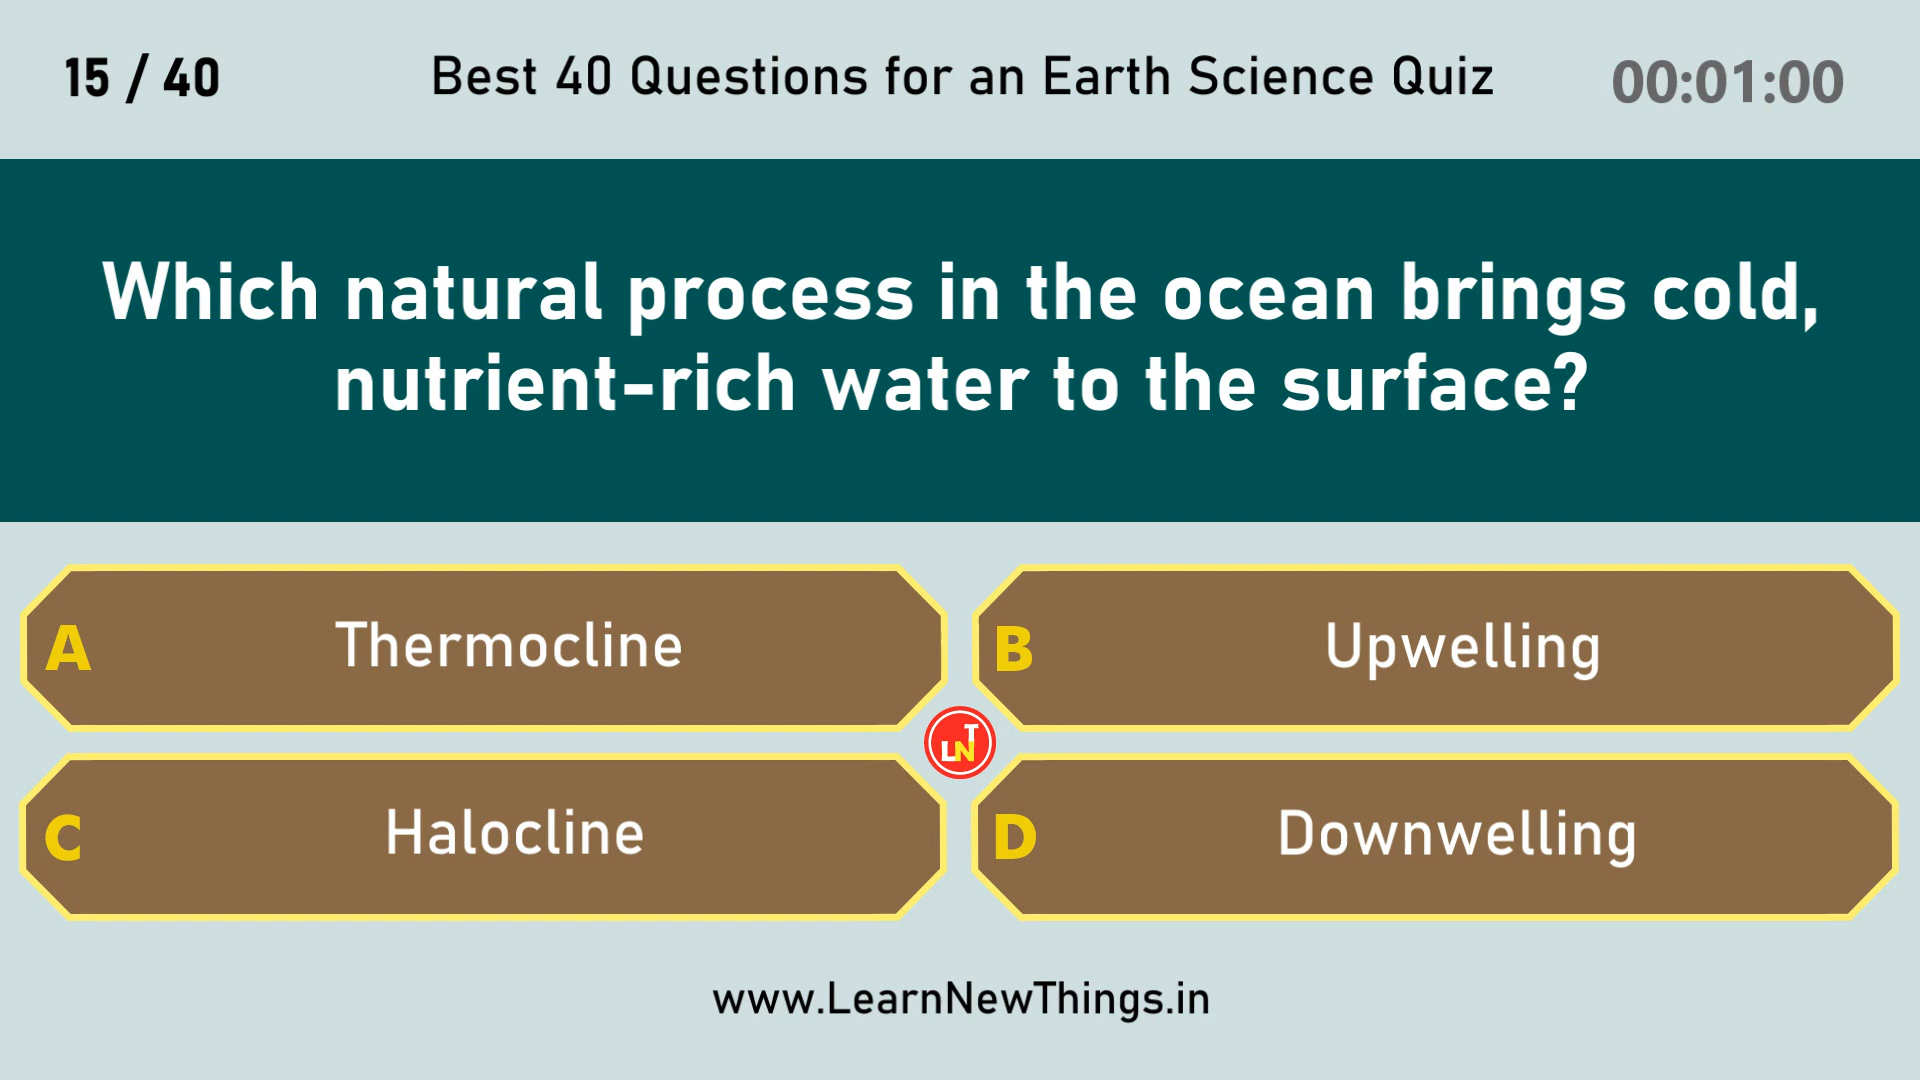 15 / 40
Best 40 Questions for an Earth Science Quiz
00:01:00
Which natural process in the ocean brings cold,
nutrient-rich water to the surface?
A Thermocline
B Upwelling
LNT
C Halocline
D Downwelling
www.LearnNewThings.in